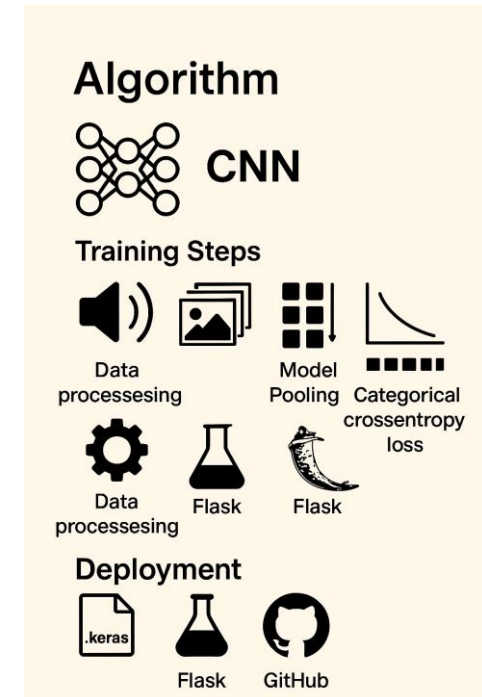 Algorithm
CNN
Training Steps
Data
processesing
Model
Pooling
Categorical
crossentropy
loss
Data
processesing
Flask
Flask
Deployment
.keras
Flask
GitHub